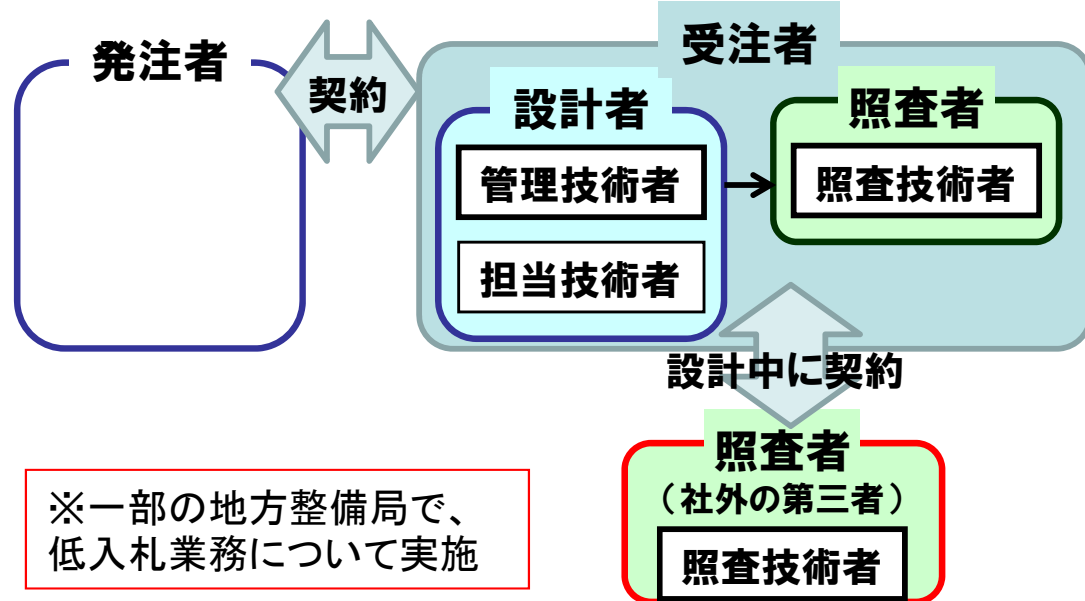 発注者
契約
受注者
設計者
管理技術者
担当技術者
照査者
照査技術者
設計中に契約
照査者
（社外の第三者）
照査技術者
※一部の地方整備局で、
低入札業務について実施